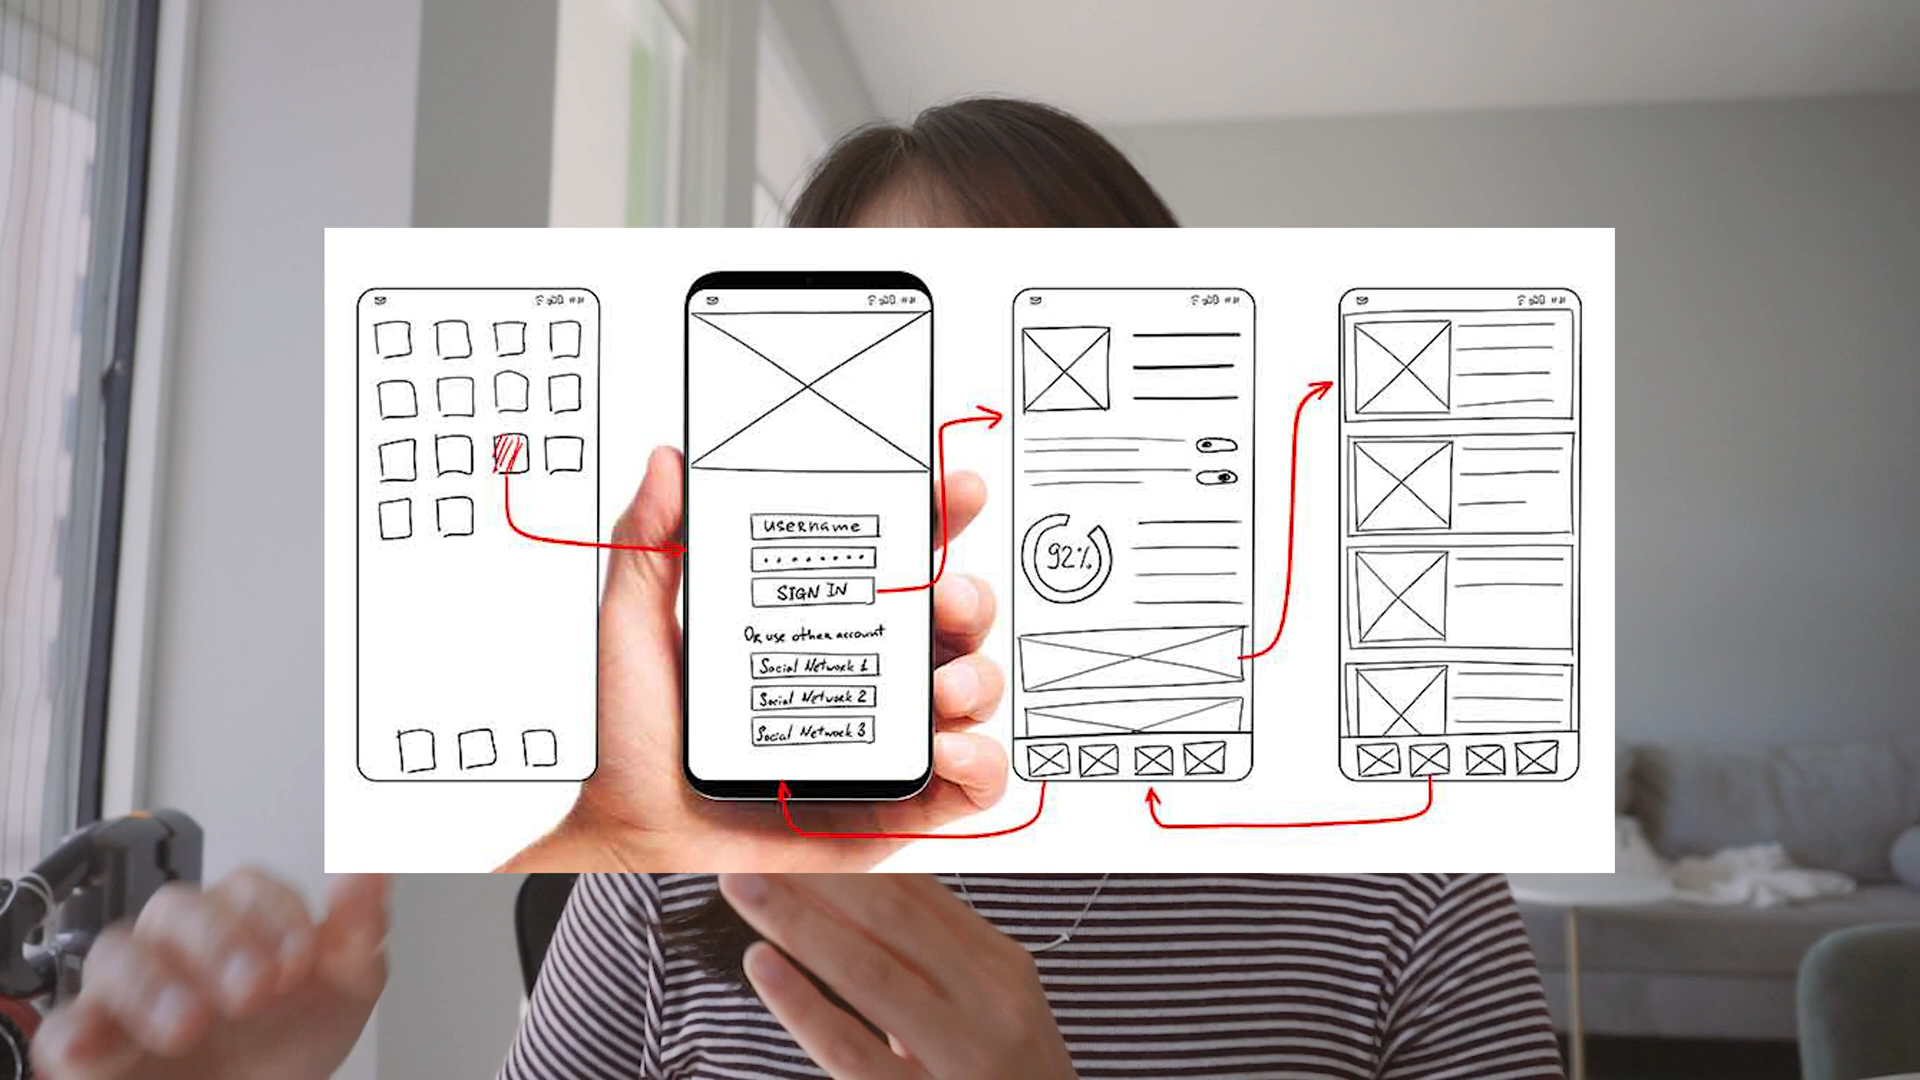 username
SIGN IN
Or use other account
Social Network 1
Social Network 2
Social Network 3
92%